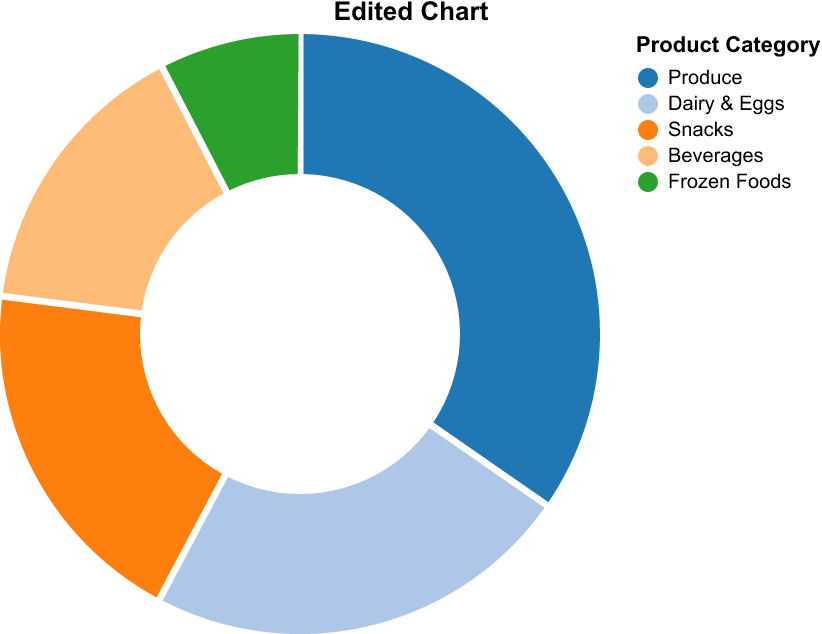 Edited Chart
Product Category
Produce
Dairy & Eggs
Snacks
Beverages
Frozen Foods